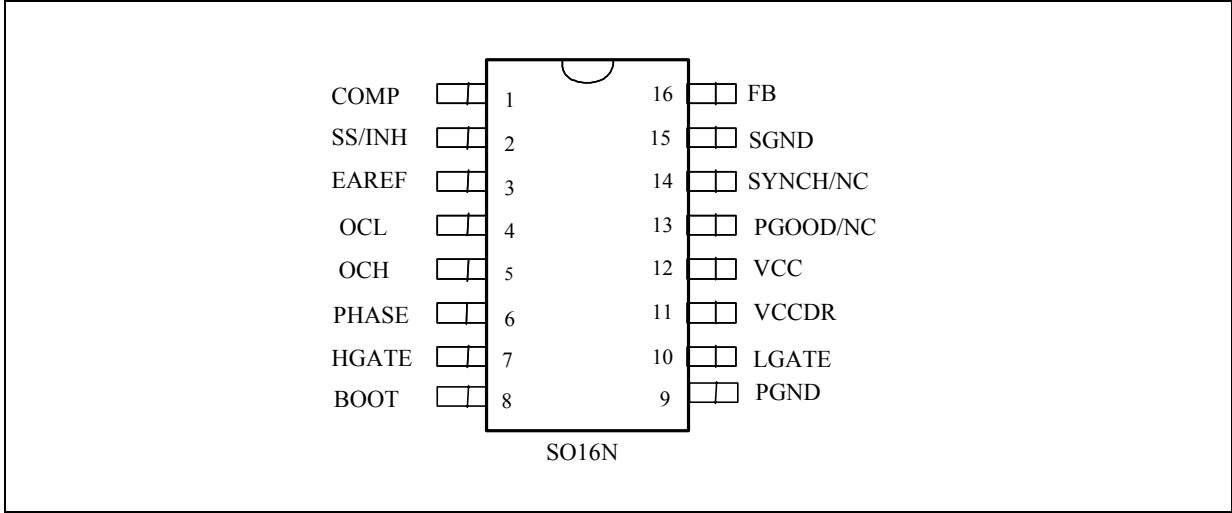 COMP 1 16 FB
SS/INH 2 15 SGND
EAREF 3 14 SYNCH/NC
OCL 4 13 PGOOD/NC
OCH 5 12 VCC
PHASE 6 11 VCCDR
HGATE 7 10 LGATE
BOOT 8 9 PGND
SO16N